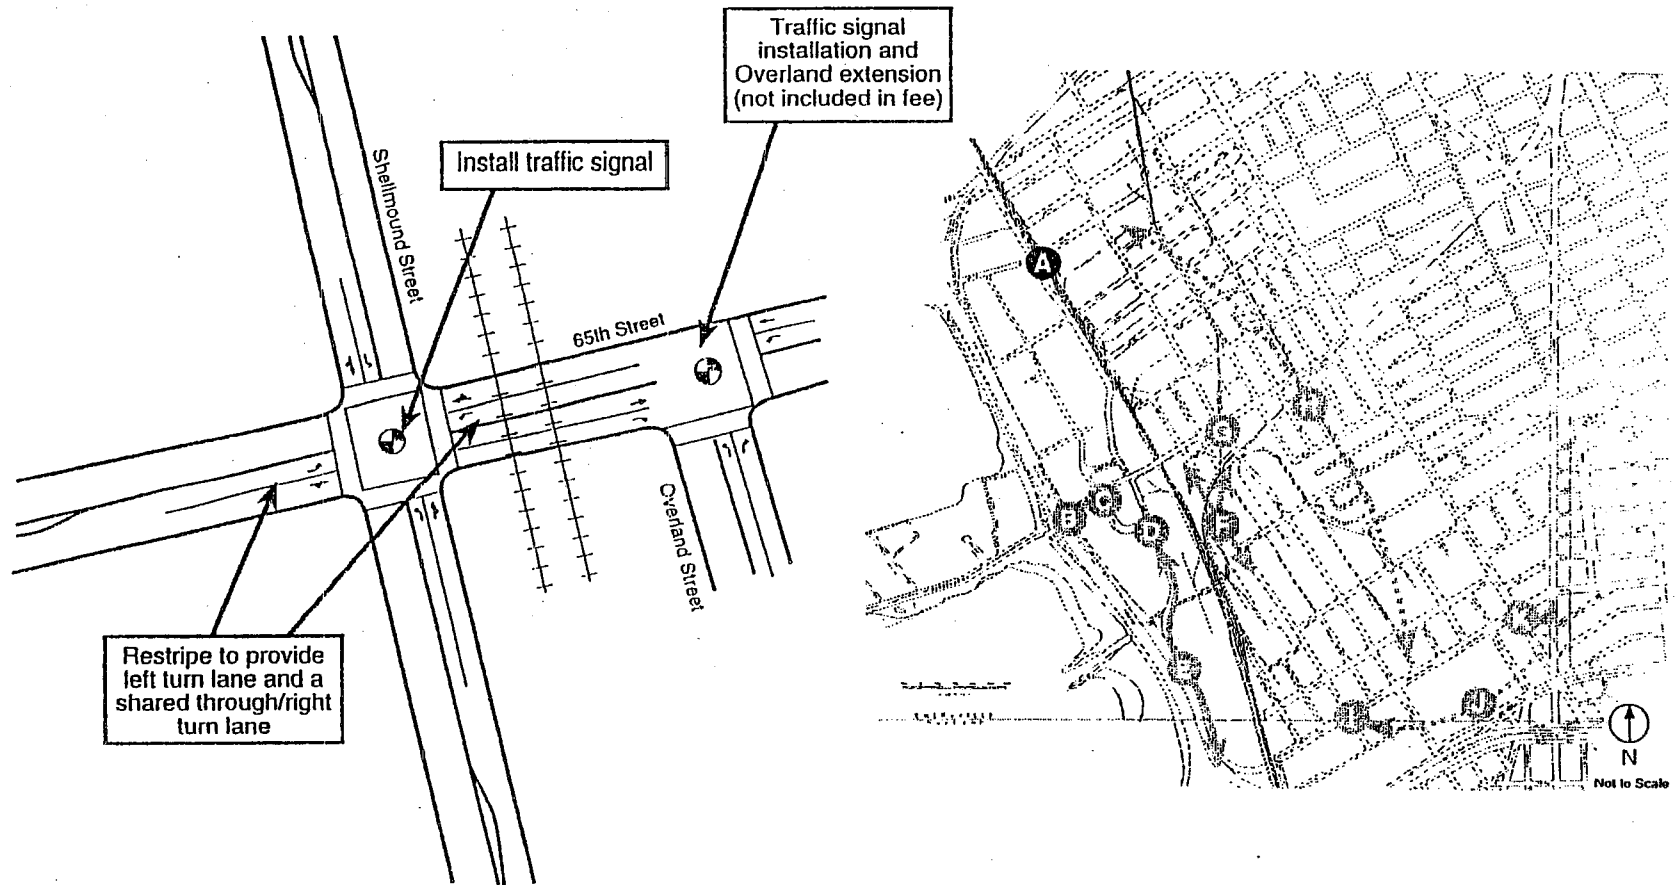 Traffic signal
installation and
Overland extension
(not included in fee)
Install traffic signal
Shellmound Street
65th Street
Overland Street
Restripe to provide
left turn lane and a
shared through/right
turn lane
A
B
C
D
F
G
H
I
J
K
N
Not to Scale